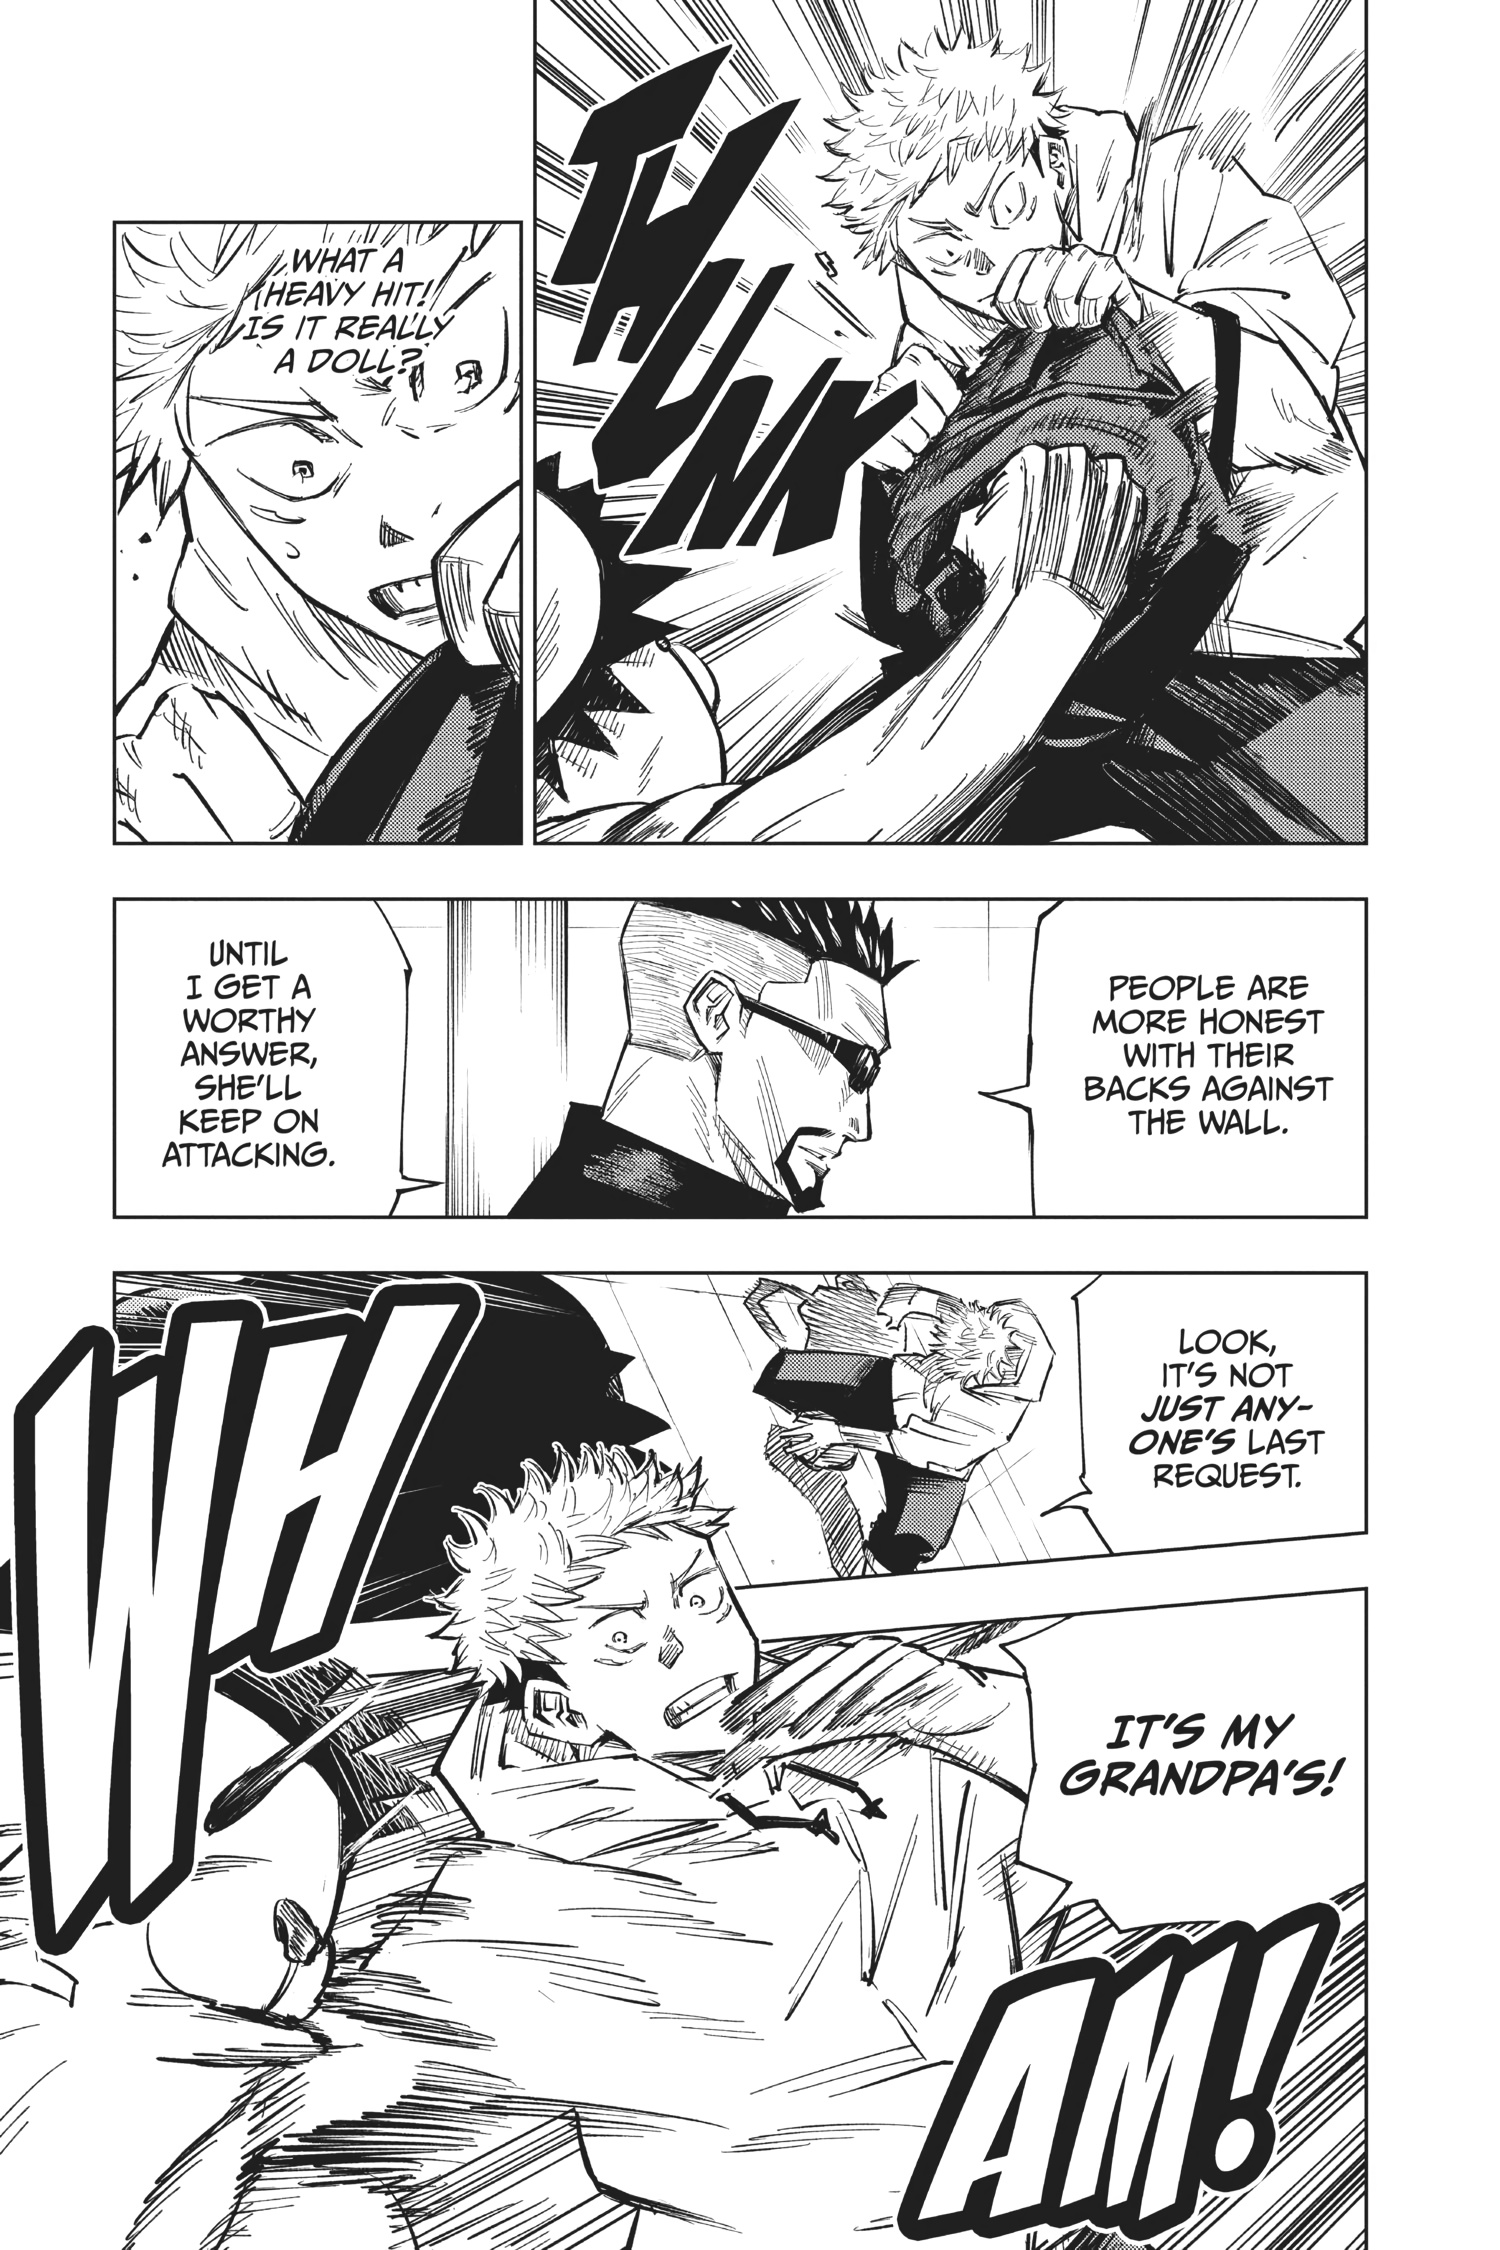 THUNK
WHAT A
HEAVY HIT!
IS IT REALLY
A DOLL?
PEOPLE ARE
MORE HONEST
WITH THEIR
BACKS AGAINST
THE WALL.
UNTIL
I GET A
WORTHY
ANSWER,
SHE'LL
KEEP ON
ATTACKING.
LOOK,
IT'S NOT
JUST ANY-
ONE'S LAST
REQUEST.
IT'S MY
GRANDPA'S!
WH
AM!